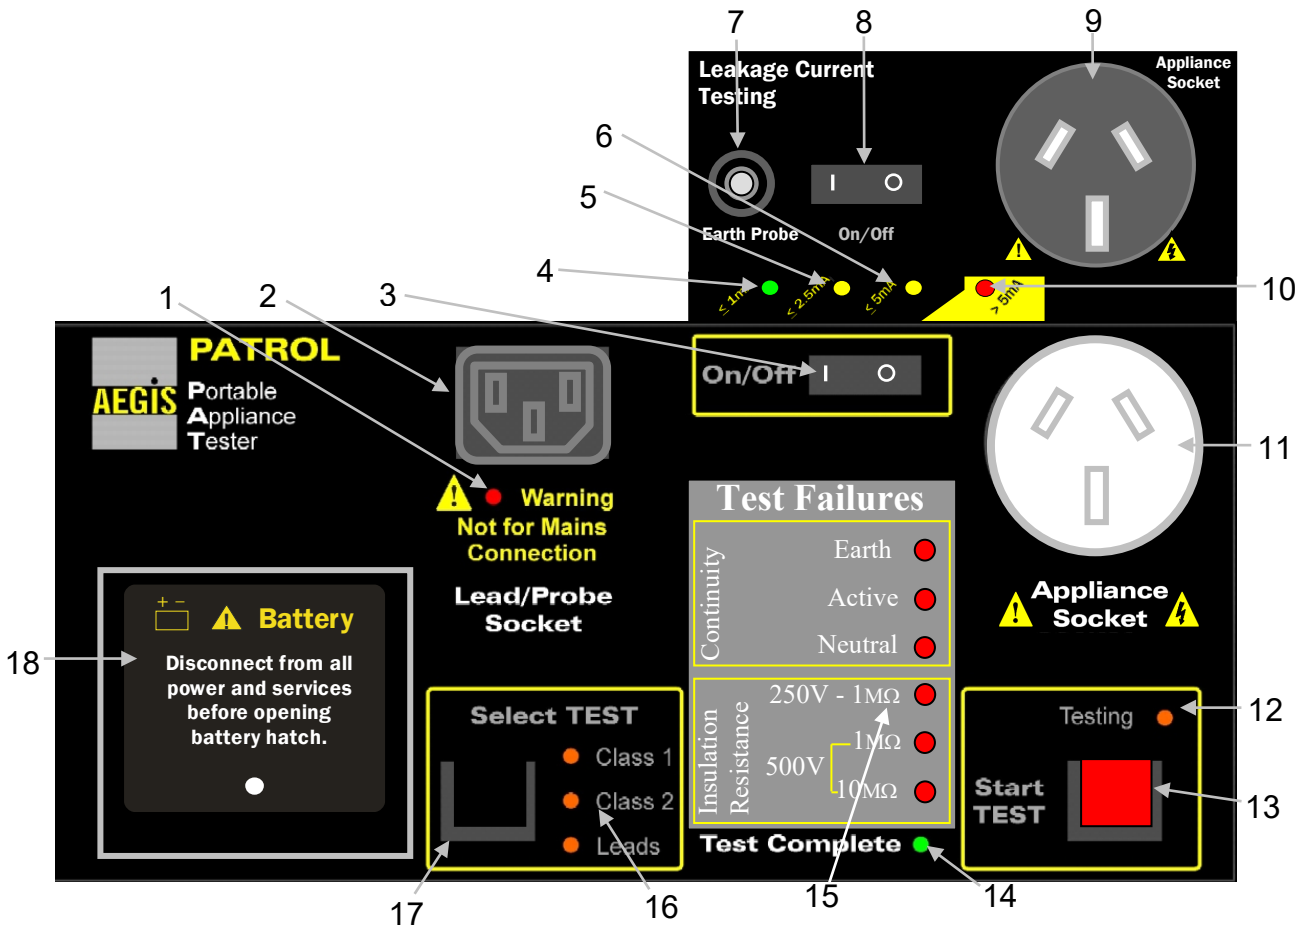 7
8
9
Leakage Current
Testing
Appliance
Socket
6
5
Earth Probe
On/Off
4
≤ 1m
≤ 2.5mA
≤ 5mA
> 5mA
10
1
2
3
PATROL
Portable
Appliance
Tester
AEGIS
On/Off
11
Warning
Not for Mains
Connection
Lead/Probe
Socket
Test Failures
Continuity
Earth
Active
Neutral
Insulation
Resistance
250V - 1MΩ
500V
1MΩ
10MΩ
Test Complete
Appliance
Socket
18
+ -
Battery
Disconnect from all
power and services
before opening
battery hatch.
Select TEST
Class 1
Class 2
Leads
Testing
12
Start
TEST
13
17
16
15
14